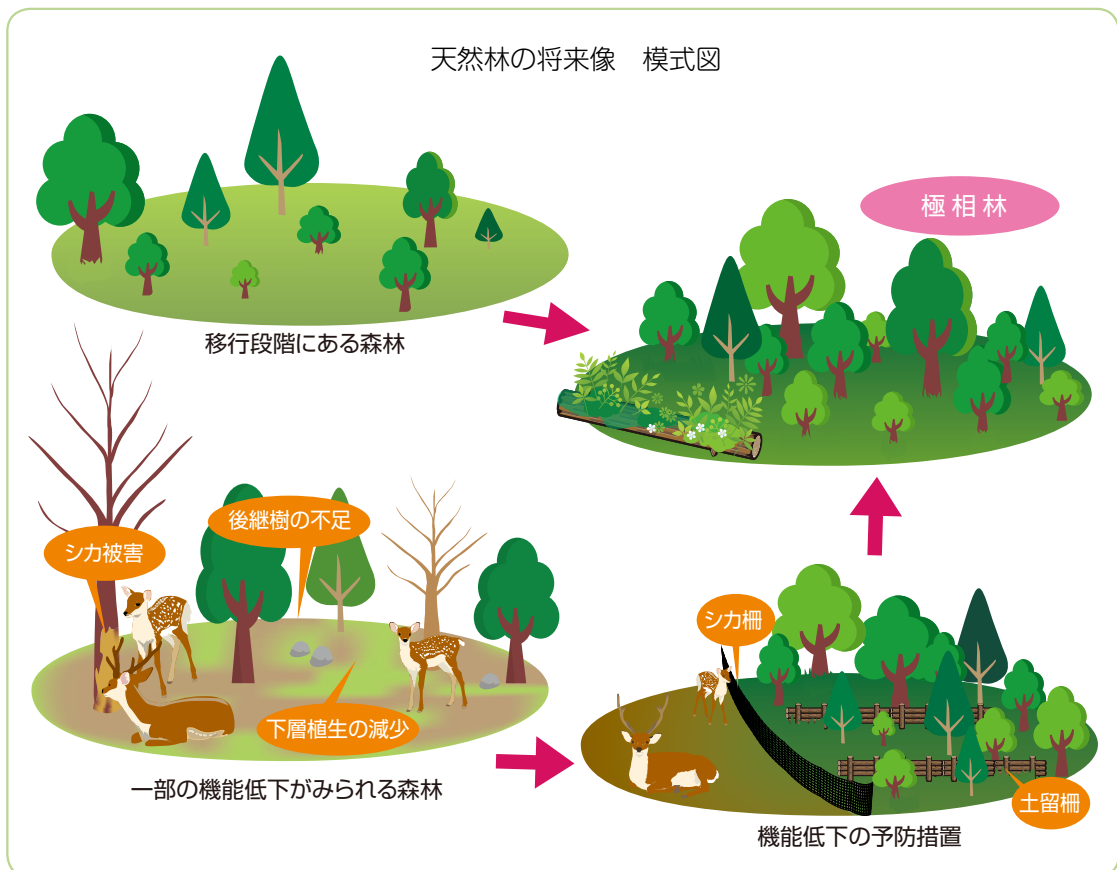 天然林の将来像　模式図
極相林
移行段階にある森林
後継樹の不足
シカ被害
シカ柵
下層植生の減少
一部の機能低下がみられる森林
土留柵
機能低下の予防措置